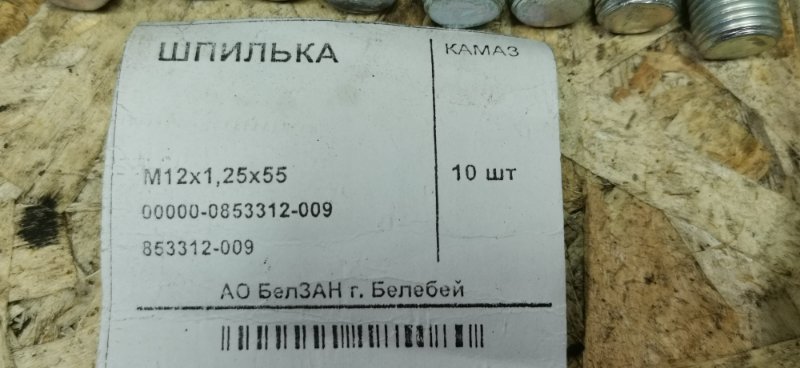 ШПИЛЬКА
КАМАЗ
М12х1,25х55
10 шт
00000-0853312-009
853312-009
АО БелЗАН г. Белебей